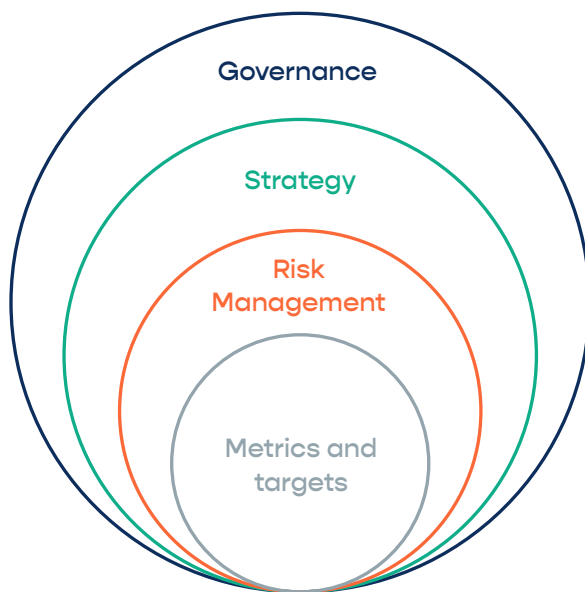 Governance
Strategy
Risk
Management
Metrics and
targets